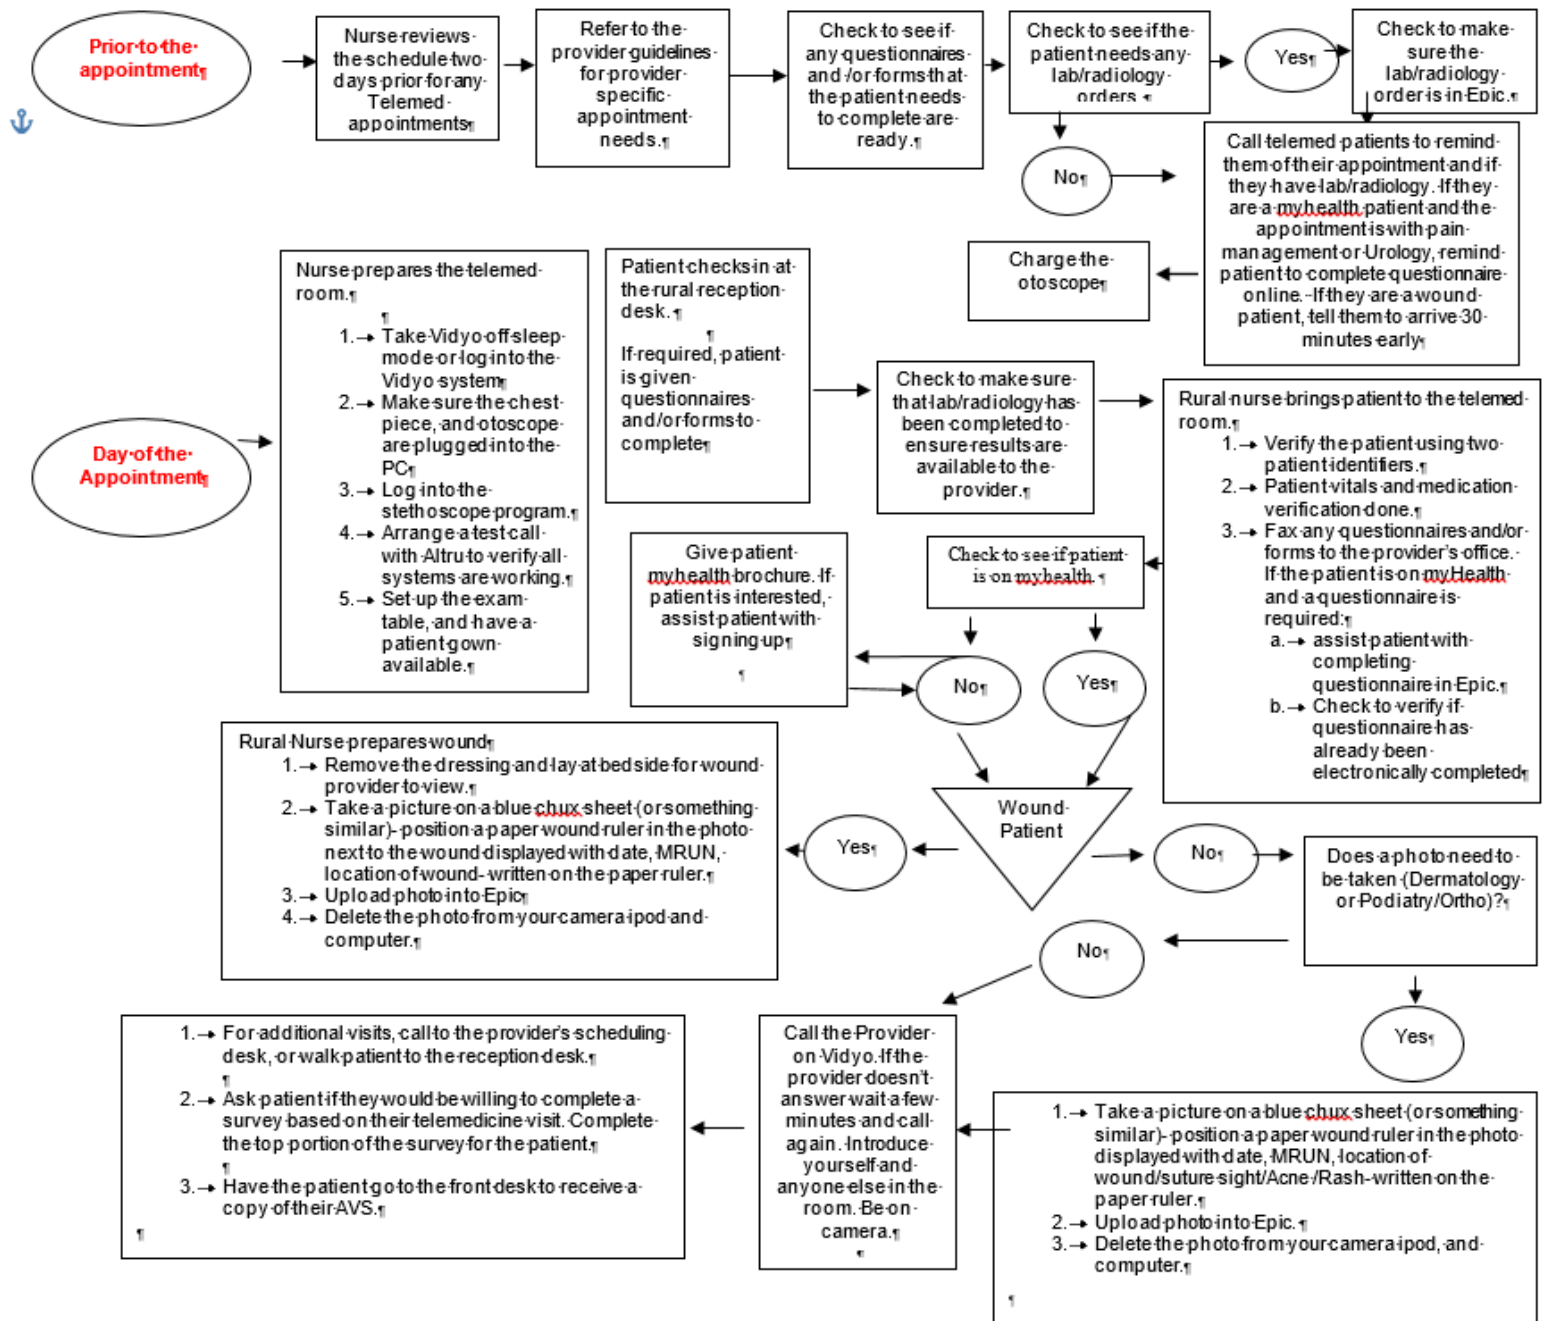 Prior to the
appointment¶
Nurse reviews
the schedule two
days prior for any
Telemed
appointments¶
Refer to the
provider guidelines
for provider
specific
appointment
needs.¶
Check to see if
any questionnaires
and /or forms that
the patient needs
to complete are
ready.¶
Check to see if the
patient needs any
lab/radiology
orders ¶
Yes¶
Check to make
sure the
lab/radiology
order is in Epic.¶
No¶
Call telemed patients to remind
them of their appointment and if
they have lab/radiology. If they
are a myhealth patient and the
appointment is with pain
management or Urology, remind
patient to complete questionnaire
online. If they are a wound
patient, tell them to arrive 30
minutes early¶
Charge the
otoscope¶
Day of the
Appointment¶
Nurse prepares the telemed
room.¶
¶
1. Take Vidyo off sleep
mode or log into the
Vidyo system¶
2. Make sure the chest
piece, and otoscope
are plugged into the
PC¶
3. Log into the
stethoscope program.¶
4. Arrange a test call
with Altru to verify all
systems are working.¶
5. Set up the exam
table, and have a
patient gown
available.¶
Patient checks in at
the rural reception
desk. ¶
¶
If required, patient
is given
questionnaires
and/or forms to
complete¶
Check to make sure
that lab/radiology has
been completed to
ensure results are
available to the
provider.¶
Rural nurse brings patient to the telemed
room.¶
1. Verify the patient using two
patient identifiers.¶
2. Patient vitals and medication
verification done.¶
3. Fax any questionnaires and/or
forms to the provider's office.
If the patient is on myHealth
and a questionnaire is
required:¶
a. assist patient with
completing
questionnaire in Epic.¶
b. Check to verify if
questionnaire has
already been
electronically completed¶
Check to see if patient
is on myhealth ¶
No¶
Yes¶
Give patient
myhealth brochure. If
patient is interested,
assist patient with
signing up¶
¶
Wound
Patient
Yes¶
Rural Nurse prepares wound¶
1. Remove the dressing and lay at bedside for wound
provider to view.¶
2. Take a picture on a blue chux sheet (or something
similar)- position a paper wound ruler in the photo
next to the wound displayed with date, MRUN,
location of wound- written on the paper ruler.¶
3. Upload photo into Epic¶
4. Delete the photo from your camera ipod and
computer.¶
No¶
Does a photo need to
be taken (Dermatology
or Podiatry/Ortho)?¶
No¶
Yes¶
1. Take a picture on a blue chux sheet (or something
similar)- position a paper wound ruler in the photo
displayed with date, MRUN, location of
wound/suture sight/Acne /Rash- written on the
paper ruler.¶
2. Upload photo into Epic. ¶
3. Delete the photo from your camera ipod, and
computer.¶
¶
Call the Provider
on Vidyo. If the
provider doesn't
answer wait a few
minutes and call
again. Introduce
yourself and
anyone else in the
room. Be on
camera.¶
¶
1. For additional visits, call to the provider's scheduling
desk, or walk patient to the reception desk.¶
¶
2. Ask patient if they would be willing to complete a
survey based on their telemedicine visit. Complete
the top portion of the survey for the patient.¶
¶
3. Have the patient go to the front desk to receive a
copy of their AVS.¶
¶